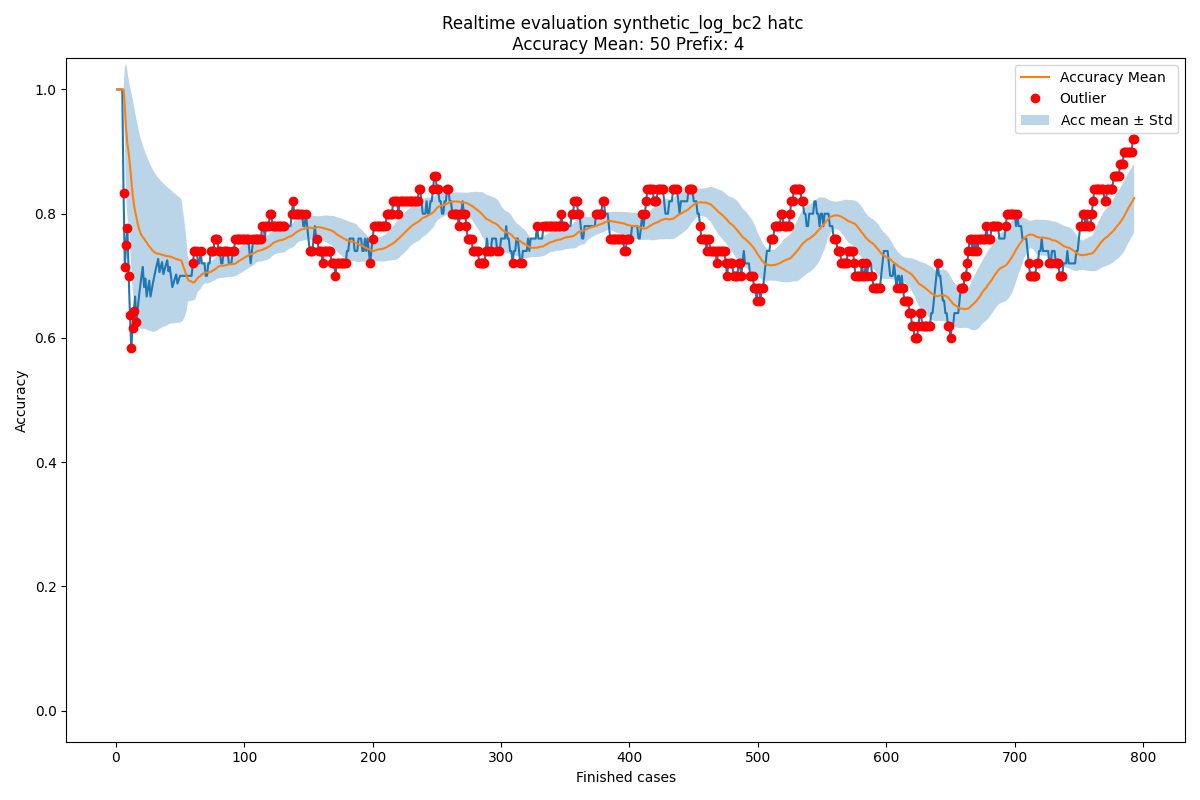 Realtime evaluation synthetic_log_bc2 hatc
Accuracy Mean: 50 Prefix: 4
Accuracy Mean
Outlier
Acc mean ± Std
1.0
0.8
0.6
0.4
0.2
0.0
Accuracy
0 100 200 300 400 500 600 700 800
Finished cases